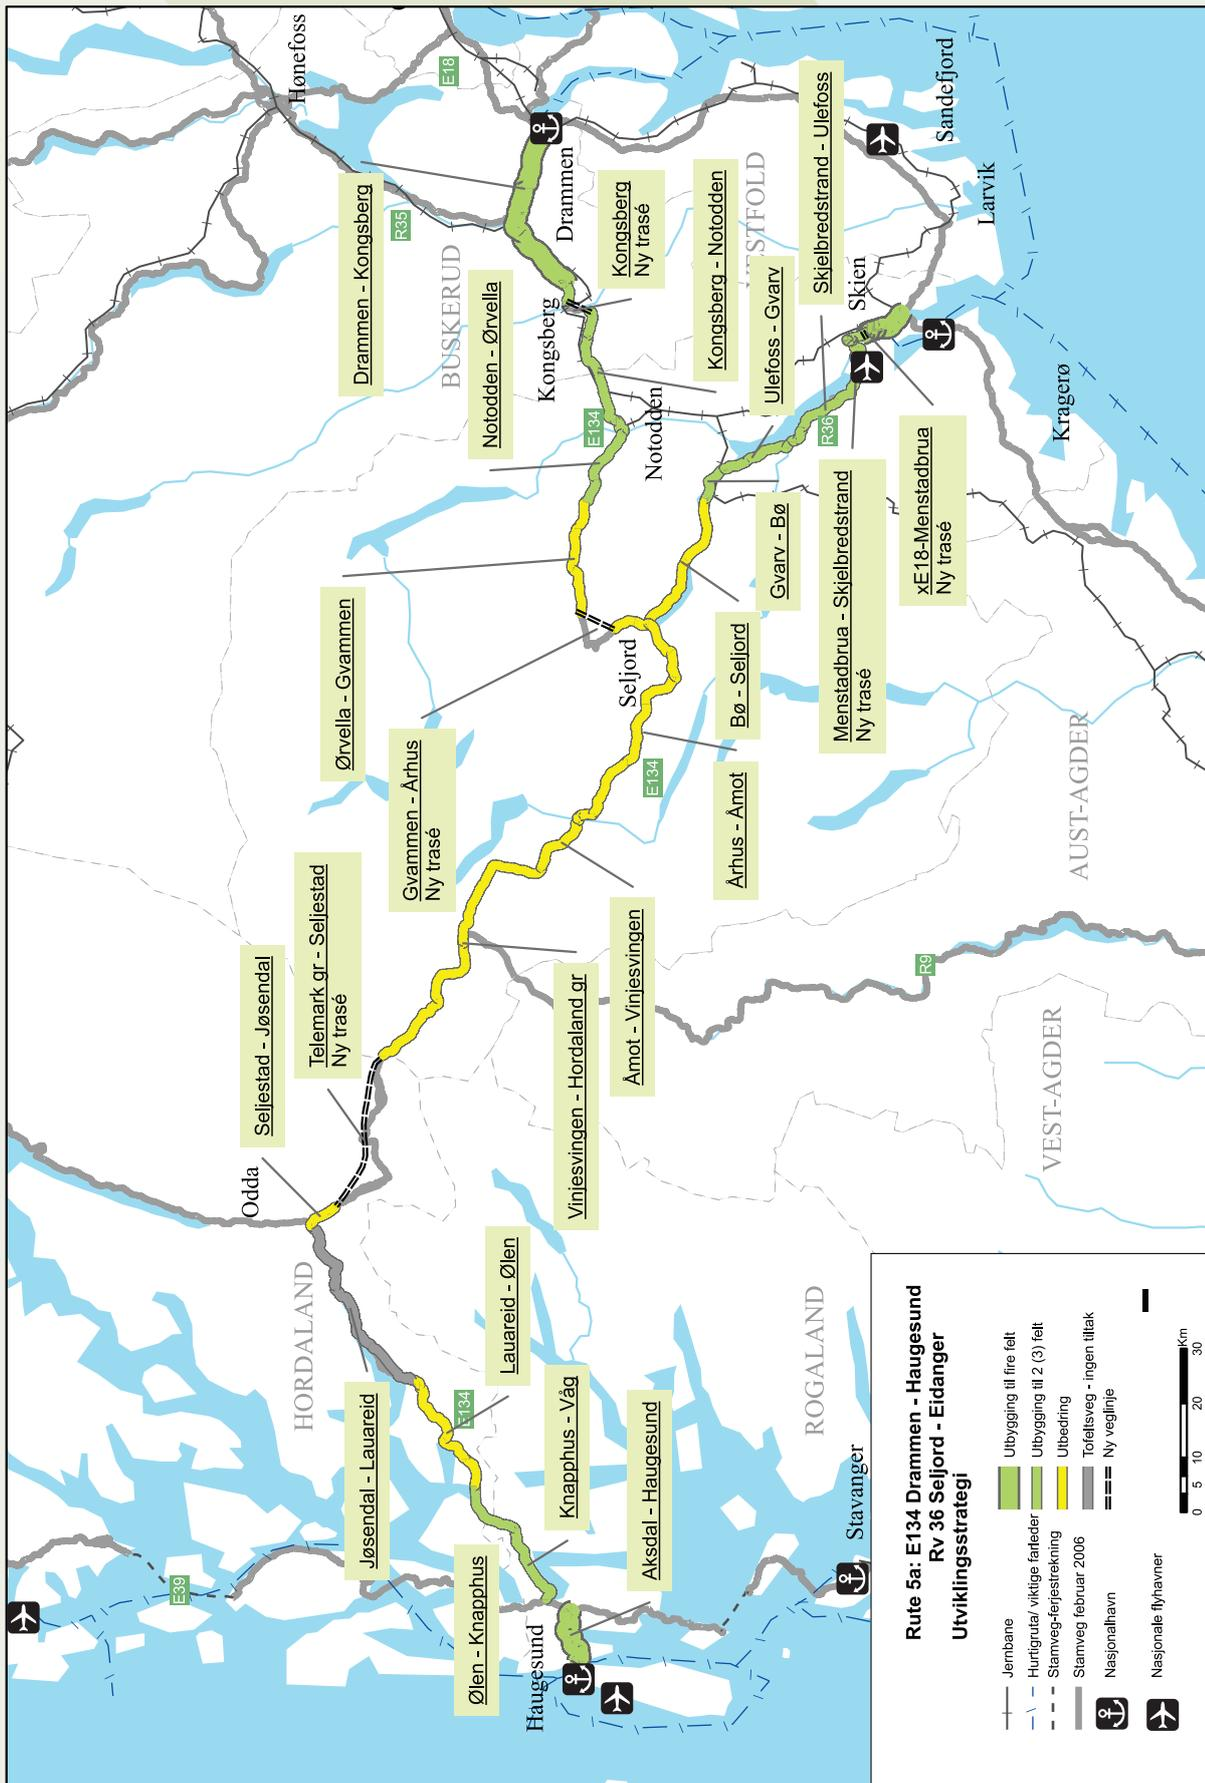 Hønefoss
E18
R35
Drammen
Drammen - Kongsberg
BUSKERUD
Kongsberg
Kongsberg
Ny trasé
Notodden - Ørvella
Kongsberg - Notodden
Ulefoss - Gvarv
Skjelbredstrand - Ulefoss
Skien
Sandefjord
Larvik
Kragerø
E134
Notodden
R36
Gvarv - Bø
Menstadbrua - Skjelbredstrand
Ny trasé
xE18-Menstadbrua
Ny trasé
Ørvella - Gvammen
Gvammen - Århus
Ny trasé
Seljord
Bø - Seljord
E134
Århus - Åmot
AUST-AGDER
Telemark gr - Seljestad
Ny trasé
Seljestad - Jøsendal
Vinjesvingen - Hordaland gr
Åmot - Vinjesvingen
R9
VEST-AGDER
Odda
HORDALAND
Jøsendal - Lauareid
Lauareid - Ølen
E134
Knapphus - Våg
Aksdal - Haugesund
Ølen - Knapphus
Haugesund
E39
ROGALAND
Stavanger
Rute 5a: E134 Drammen - Haugesund
Rv 36 Seljord - Eidanger
Utviklingsstrategi
Jernbane
Hurtigruta/ viktige farleder
Stamveg-ferjestrekning
Stamveg februar 2006
Nasjonalhavn
Nasjonale flyhavner
Utbygging til fire felt
Utbygging til 2 (3) felt
Utbedring
Tofeltsveg - ingen tiltak
Ny veglinje
0 5 10 20 30
Km